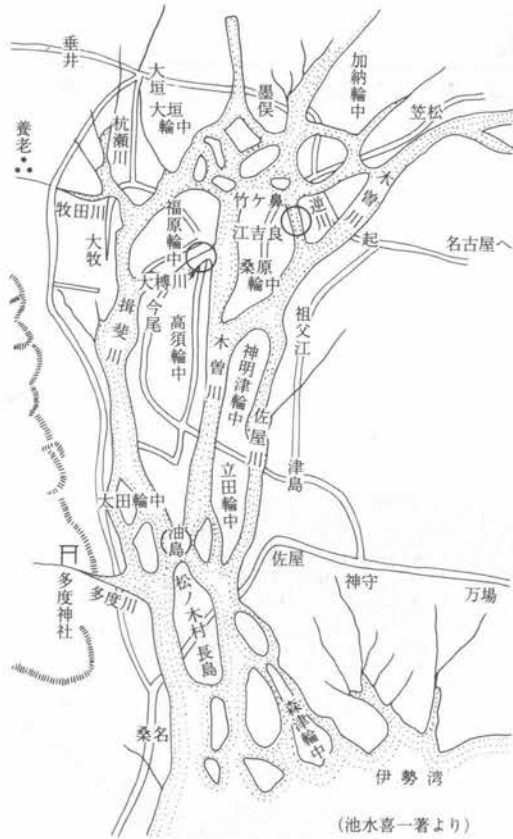 垂井
大垣
大垣輪中
墨俣
加納輪中
笠松
杭瀬川
養老
牧田川
大牧
福原輪中
竹ケ鼻
江吉良
逆川
木曽川
起
名古屋へ
桑原輪中
大榑川
今尾
揖斐川
高須輪中
木曽川
神明津輪中
祖父江
佐屋川
津島
立田輪中
太田輪中
油島
佐屋
神守
万場
多度神社
多度川
松ノ木村
長島
桑名
森津輪中
伊勢湾
(池水喜一著より)